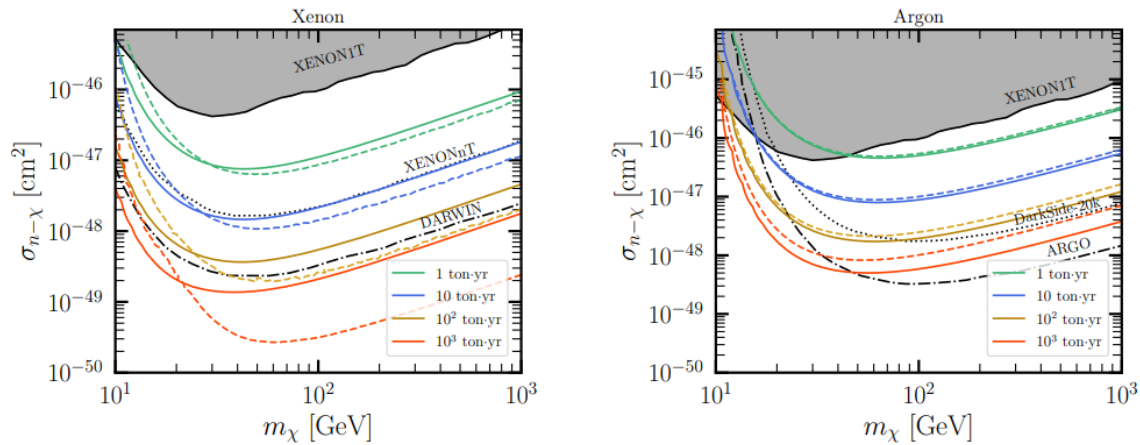 Xenon
σₙ₋χ [cm²]
10⁻⁴⁶
10⁻⁴⁷
10⁻⁴⁸
10⁻⁴⁹
10⁻⁵⁰
XENON1T
XENONnT
DARWIN
1 ton·yr
10 ton·yr
10² ton·yr
10³ ton·yr
10¹ 10² 10³
mχ [GeV]
Argon
σₙ₋χ [cm²]
10⁻⁴⁵
10⁻⁴⁶
10⁻⁴⁷
10⁻⁴⁸
10⁻⁴⁹
10⁻⁵⁰
XENON1T
DarkSide-20k
ARGO
1 ton·yr
10 ton·yr
10² ton·yr
10³ ton·yr
10¹ 10² 10³
mχ [GeV]